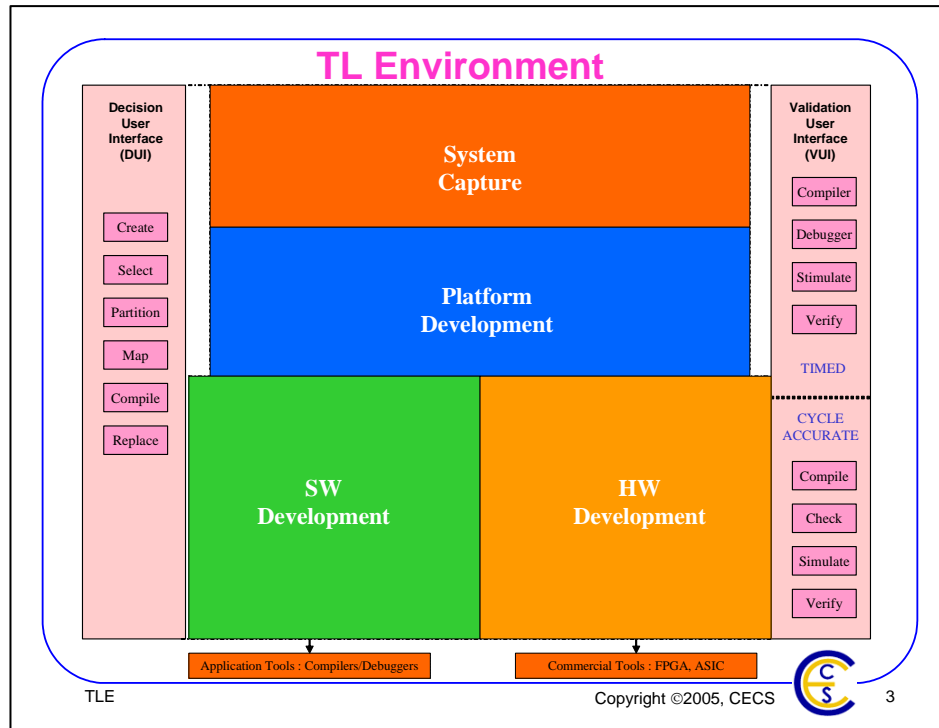 TL Environment
Decision
User
Interface
(DUI)
Create
Select
Partition
Map
Compile
Replace
System
Capture
Platform
Development
SW
Development
HW
Development
Validation
User
Interface
(VUI)
Compiler
Debugger
Stimulate
Verify
TIMED
CYCLE
ACCURATE
Compile
Check
Simulate
Verify
Application Tools : Compilers/Debuggers
Commercial Tools : FPGA, ASIC
TLE
Copyright ©2005, CECS
C
E
S
3